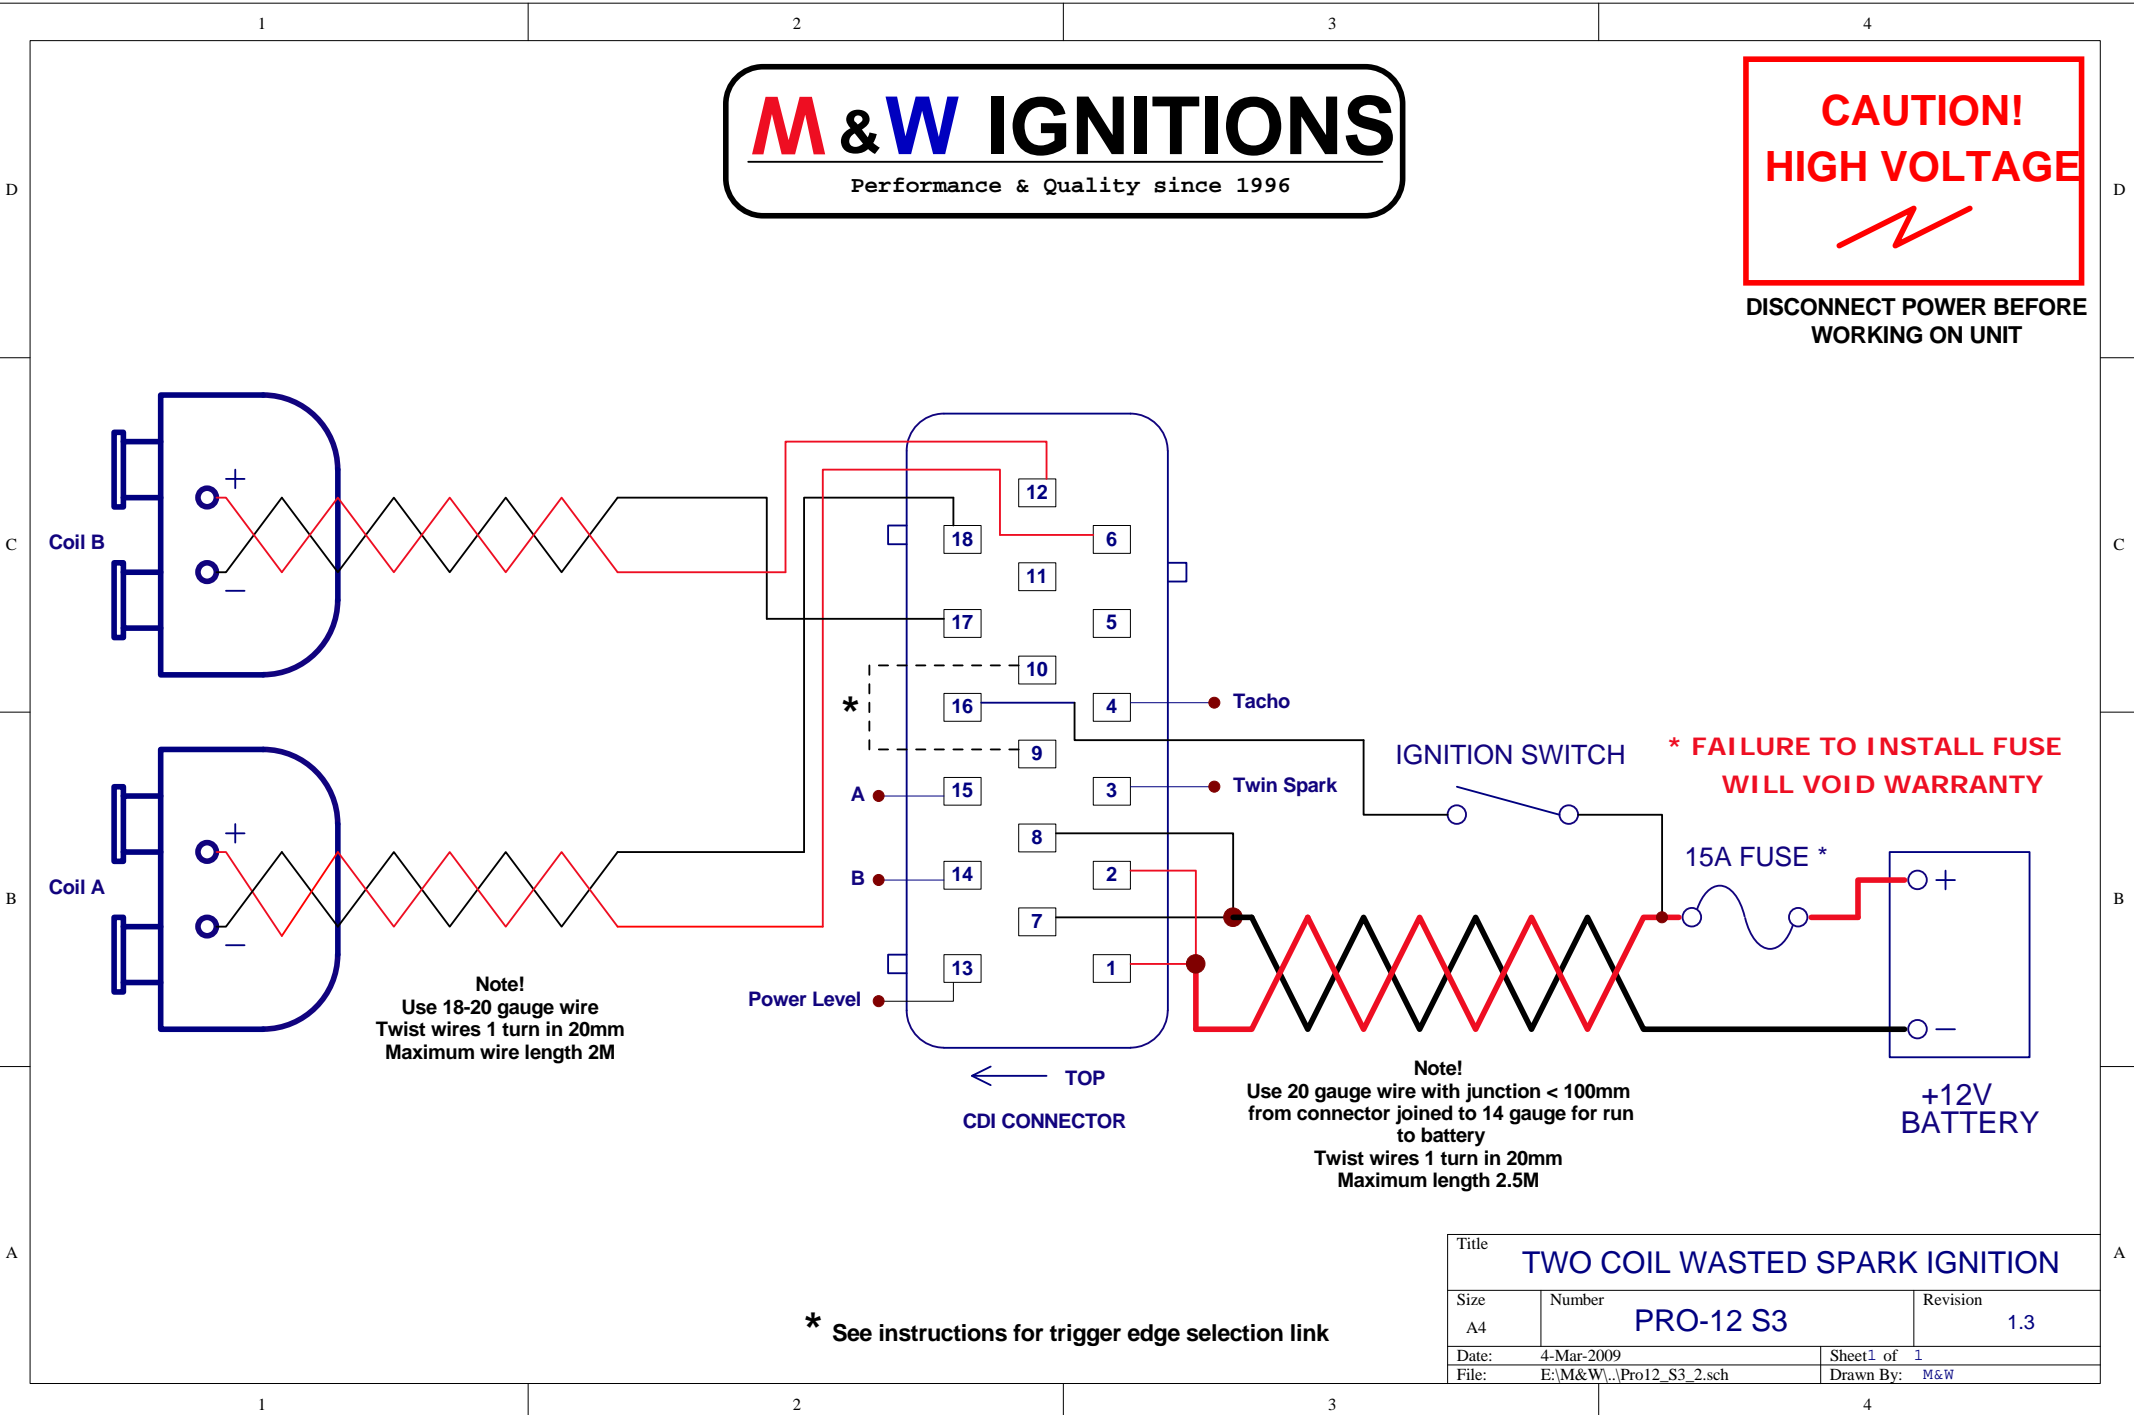 1 2 3 4
M & W IGNITIONS
Performance & Quality since 1996
CAUTION!
HIGH VOLTAGE
DISCONNECT POWER BEFORE
WORKING ON UNIT
D D
C C
B B
A A
Coil B
+
−
Coil A
+
−
Note!
Use 18-20 gauge wire
Twist wires 1 turn in 20mm
Maximum wire length 2M
12
18
6
11
17
5
10
*
16
4
Tacho
9
A
15
3
Twin Spark
8
B
14
2
7
13
1
Power Level
TOP
CDI CONNECTOR
IGNITION SWITCH
* FAILURE TO INSTALL FUSE
WILL VOID WARRANTY
15A FUSE *
+
−
+12V
BATTERY
Note!
Use 20 gauge wire with junction < 100mm
from connector joined to 14 gauge for run
to battery
Twist wires 1 turn in 20mm
Maximum length 2.5M
* See instructions for trigger edge selection link
Title
TWO COIL WASTED SPARK IGNITION
Size
A4
Number
PRO-12 S3
Revision
1.3
Date: 4-Mar-2009
Sheet1 of 1
File: E:\M&W\..\Pro12_S3_2.sch
Drawn By: M&W
1 2 3 4